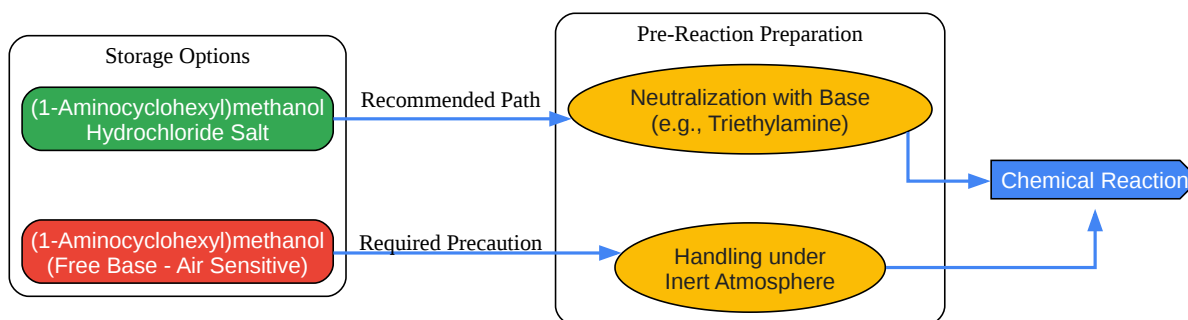 Storage Options
(1-Aminocyclohexyl)methanol
Hydrochloride Salt
Recommended Path
(1-Aminocyclohexyl)methanol
(Free Base - Air Sensitive)
Required Precaution
Pre-Reaction Preparation
Neutralization with Base
(e.g., Triethylamine)
Handling under
Inert Atmosphere
Chemical Reaction